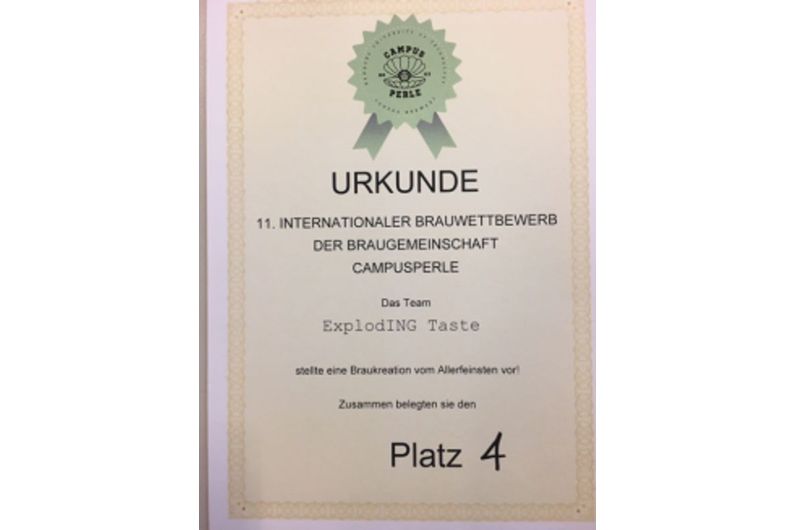 CAMPUS
PERLE
URKUNDE
11. INTERNATIONALER BRAUWETTBEWERB
DER BRAUGEMEINSCHAFT
CAMPUSPERLE
Das Team
ExplodING Taste
stellte eine Braukreation vom Allerfeinsten vor!
Zusammen belegten sie den
Platz 4